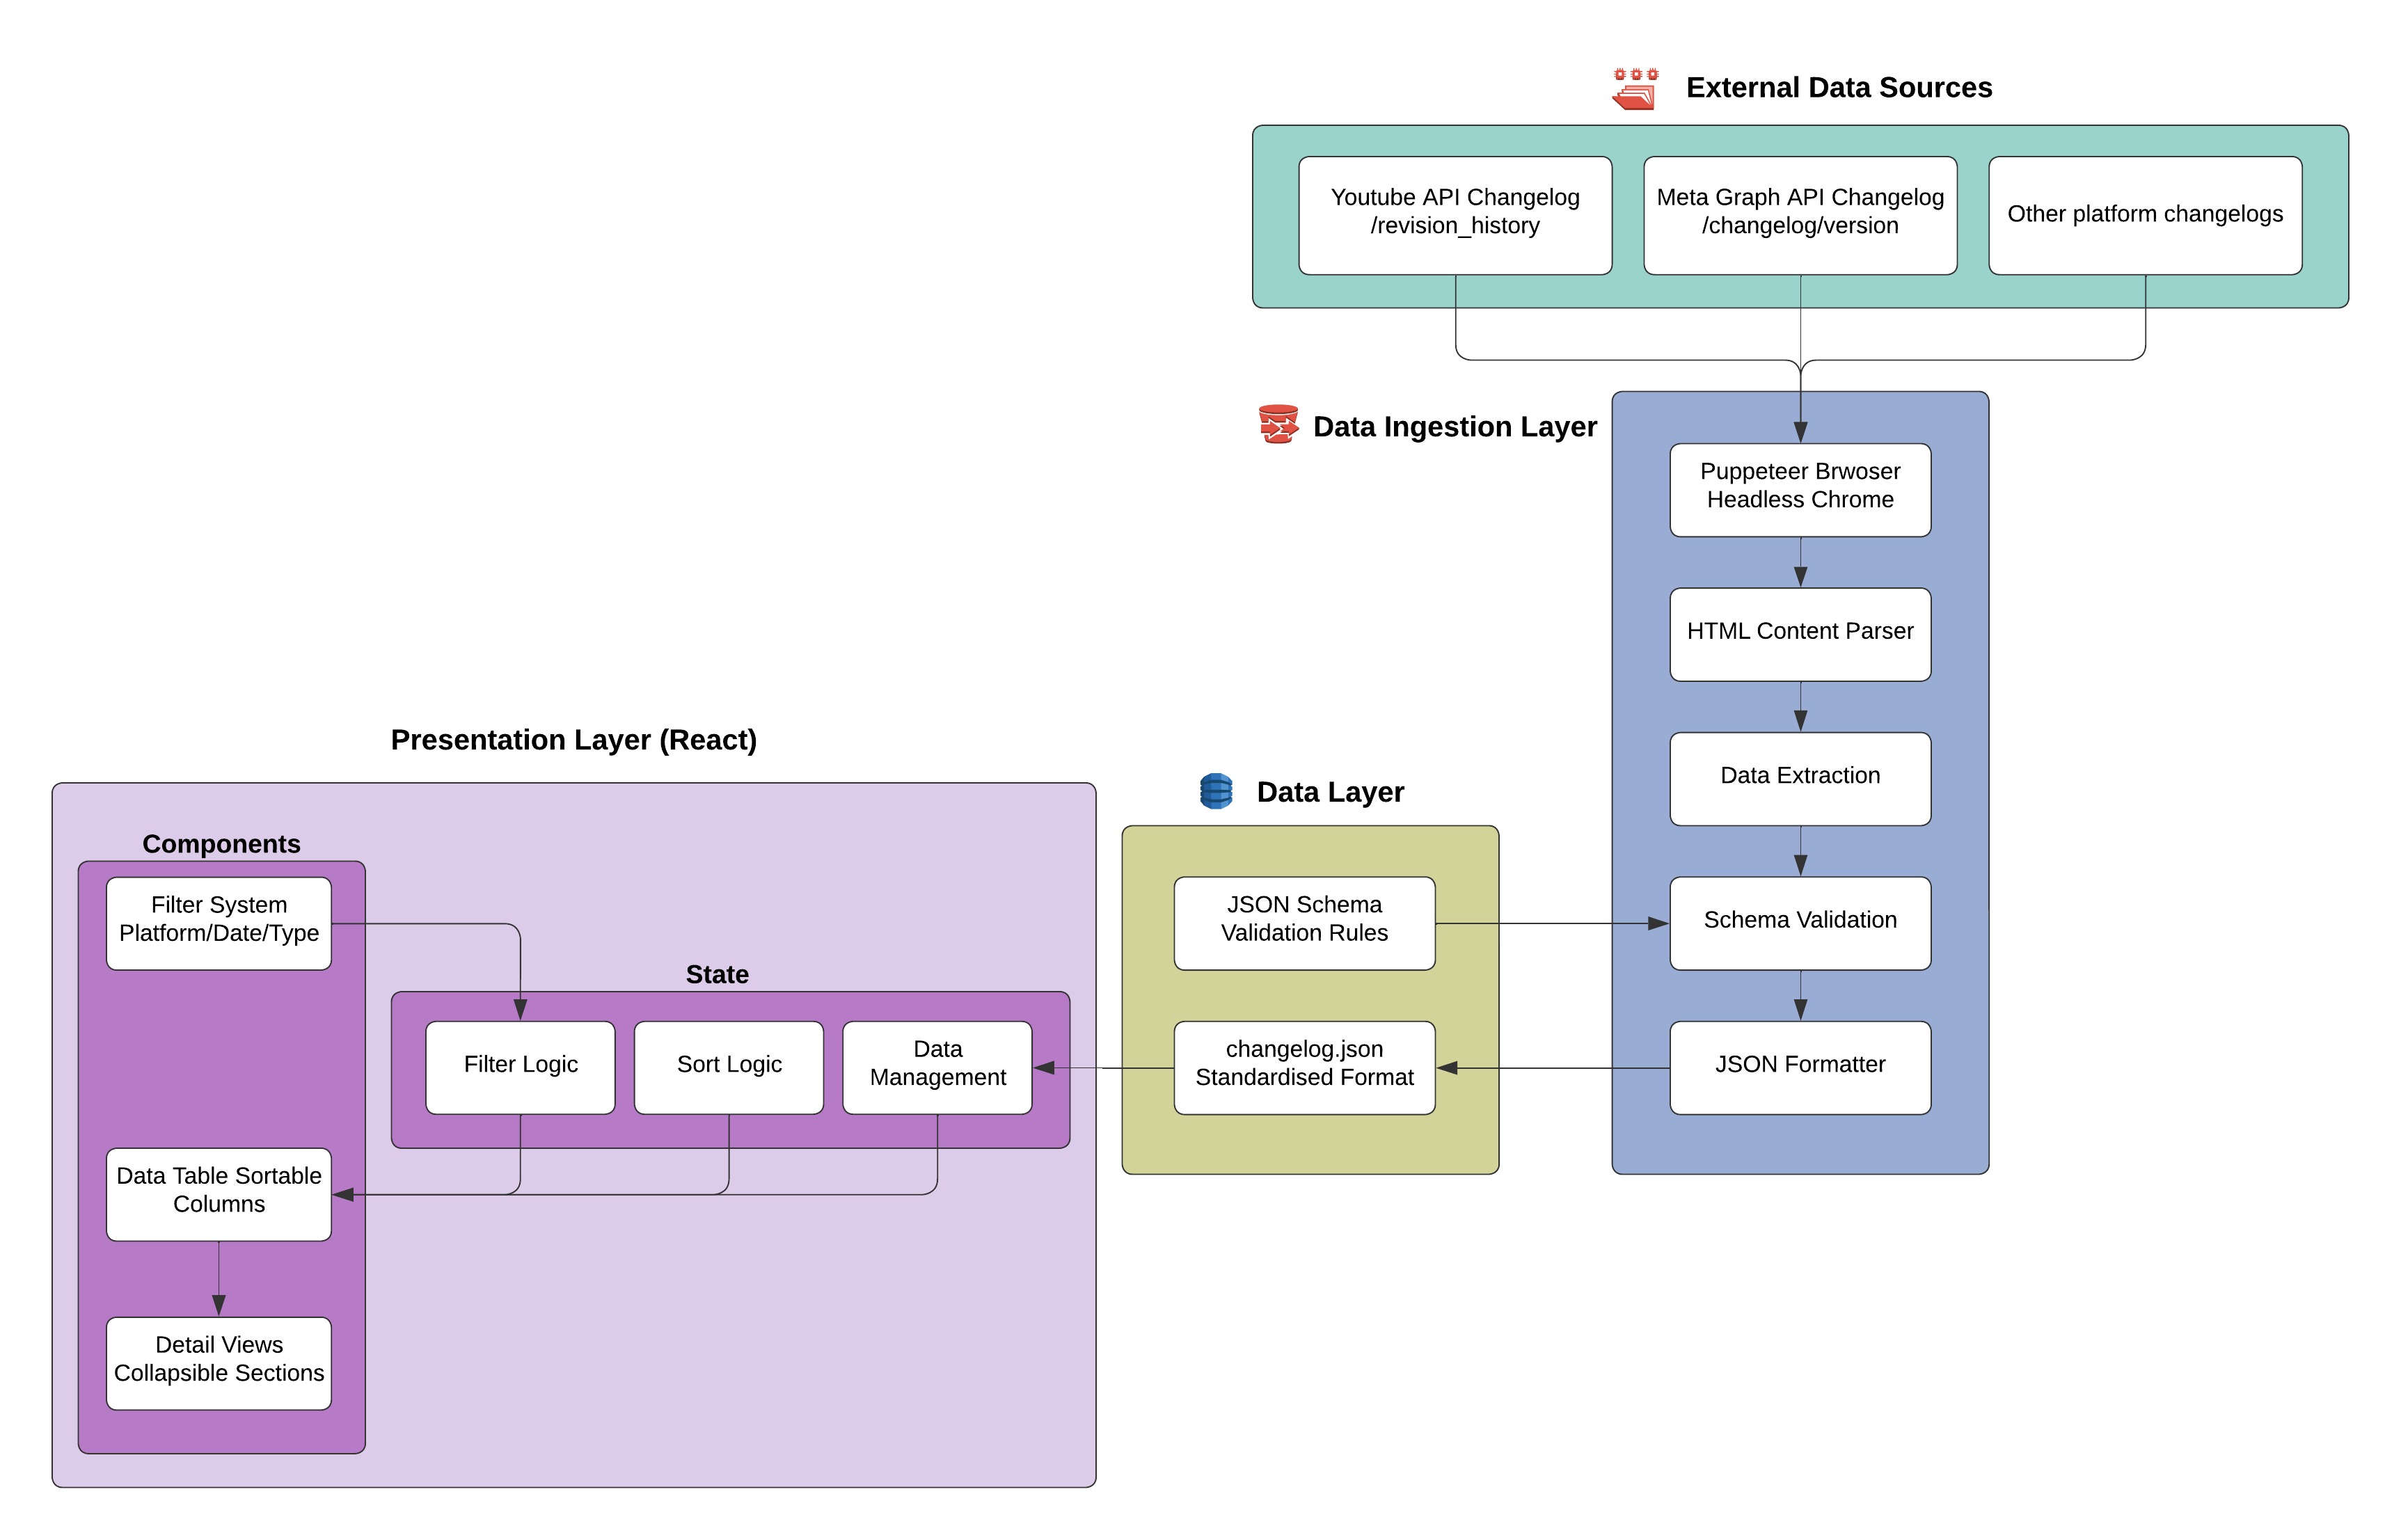 External Data Sources
Youtube API Changelog
/revision_history
Meta Graph API Changelog
/changelog/version
Other platform changelogs
Data Ingestion Layer
Puppeteer Brwoser
Headless Chrome
HTML Content Parser
Data Extraction
Schema Validation
JSON Formatter
Data Layer
JSON Schema
Validation Rules
changelog.json
Standardised Format
Presentation Layer (React)
Components
Filter System
Platform/Date/Type
State
Filter Logic
Sort Logic
Data
Management
Data Table Sortable
Columns
Detail Views
Collapsible Sections